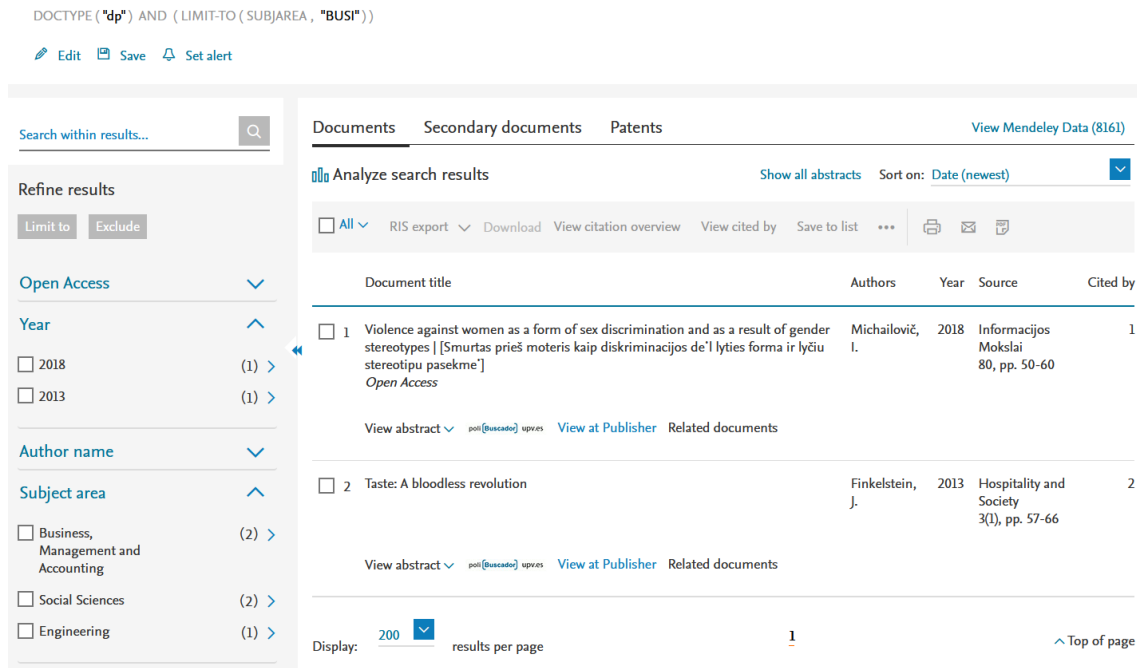 DOCTYPE ( "dp" ) AND ( LIMIT-TO ( SUBJAREA , "BUSI" ) )
Edit Save Set alert
Search within results...
Refine results
Limit to Exclude
Open Access
Year
2018 (1)
2013 (1)
Author name
Subject area
Business, (2)
Management and
Accounting
Social Sciences (2)
Engineering (1)
Documents Secondary documents Patents View Mendeley Data (8161)
Analyze search results Show all abstracts Sort on: Date (newest)
All RIS export Download View citation overview View cited by Save to list •••
Document title Authors Year Source Cited by
1 Violence against women as a form of sex discrimination and as a result of gender Michailovič, 2018 Informacijos 1
stereotypes | [Smurtas prieš moteris kaip diskriminacijos de˙l lyties forma ir lyčiu I. Mokslai
stereotipu pasekme˙] 80, pp. 50-60
Open Access
View abstract poli[Buscador] upv.es View at Publisher Related documents
2 Taste: A bloodless revolution Finkelstein, 2013 Hospitality and 2
J. Society
3(1), pp. 57-66
View abstract poli[Buscador] upv.es View at Publisher Related documents
Display: 200 results per page 1 Top of page